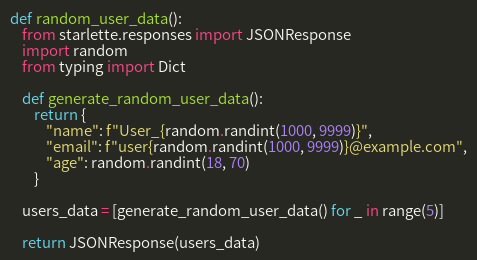 def random_user_data():
    from starlette.responses import JSONResponse
    import random
    from typing import Dict

    def generate_random_user_data():
        return {
            "name": f"User_{random.randint(1000, 9999)}",
            "email": f"user{random.randint(1000, 9999)}@example.com",
            "age": random.randint(18, 70)
        }

    users_data = [generate_random_user_data() for _ in range(5)]

    return JSONResponse(users_data)